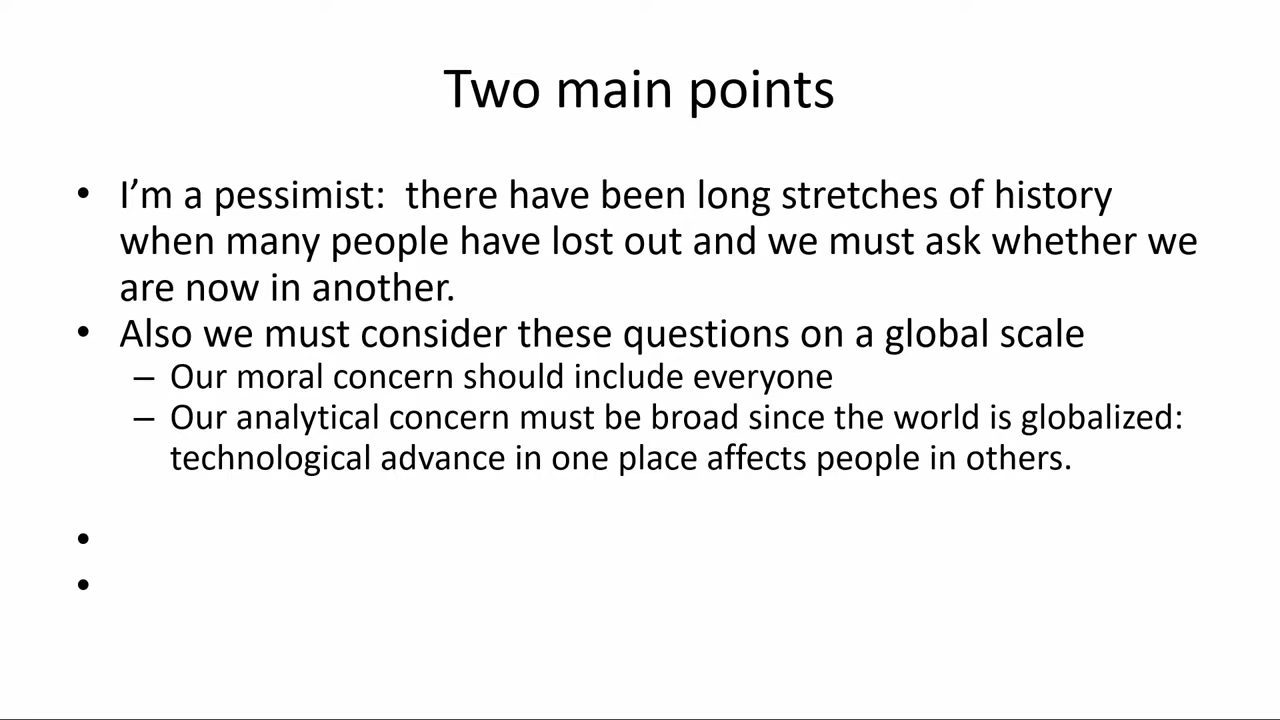 Two main points
• I’m a pessimist:  there have been long stretches of history
when many people have lost out and we must ask whether we
are now in another.
• Also we must consider these questions on a global scale
– Our moral concern should include everyone
– Our analytical concern must be broad since the world is globalized:
technological advance in one place affects people in others.
•
•